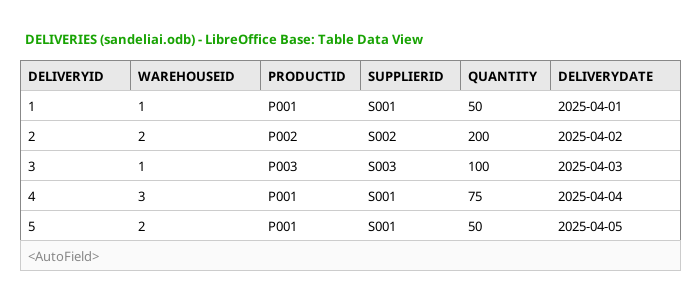 DELIVERIES (sandeliai.odb) - LibreOffice Base: Table Data View
DELIVERYID WAREHOUSEID PRODUCTID SUPPLIERID QUANTITY DELIVERYDATE
1 1 P001 S001 50 2025-04-01
2 2 P002 S002 200 2025-04-02
3 1 P003 S003 100 2025-04-03
4 3 P001 S001 75 2025-04-04
5 2 P001 S001 50 2025-04-05
<AutoField>